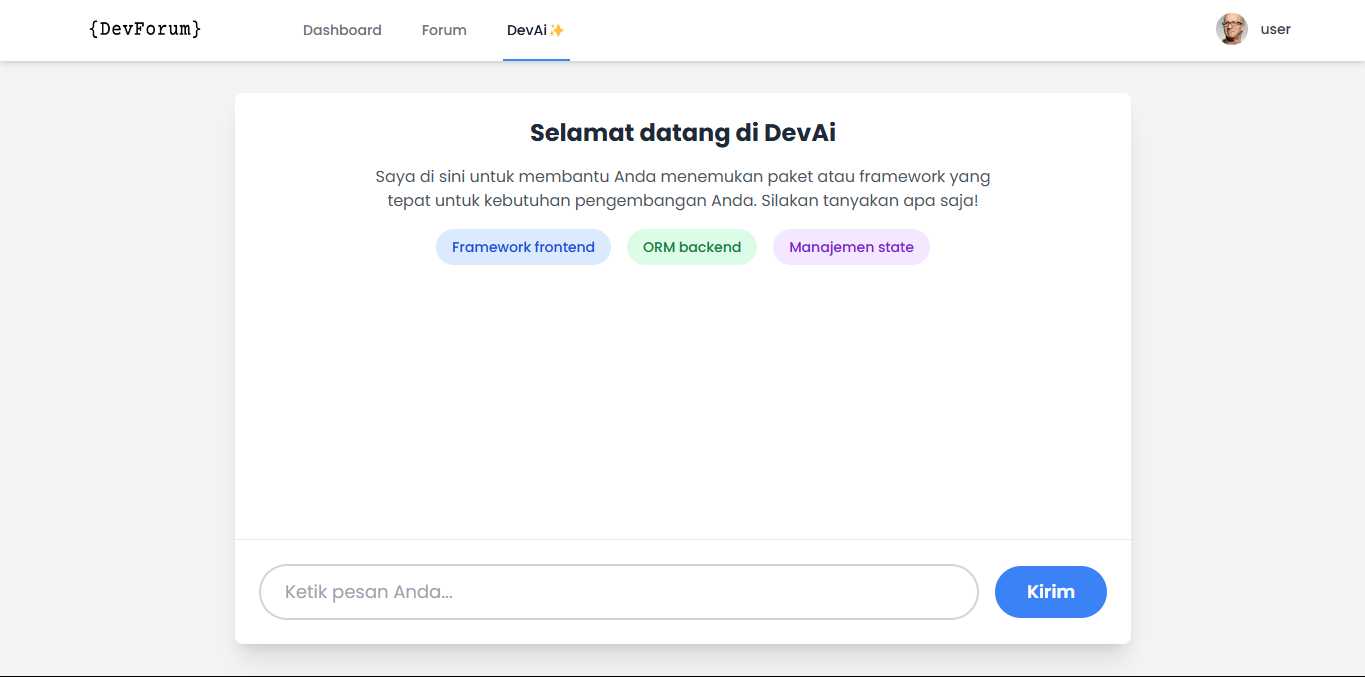 {DevForum}
Dashboard
Forum
DevAi✨
user
Selamat datang di DevAi
Saya di sini untuk membantu Anda menemukan paket atau framework yang
tepat untuk kebutuhan pengembangan Anda. Silakan tanyakan apa saja!
Framework frontend
ORM backend
Manajemen state
Ketik pesan Anda...
Kirim